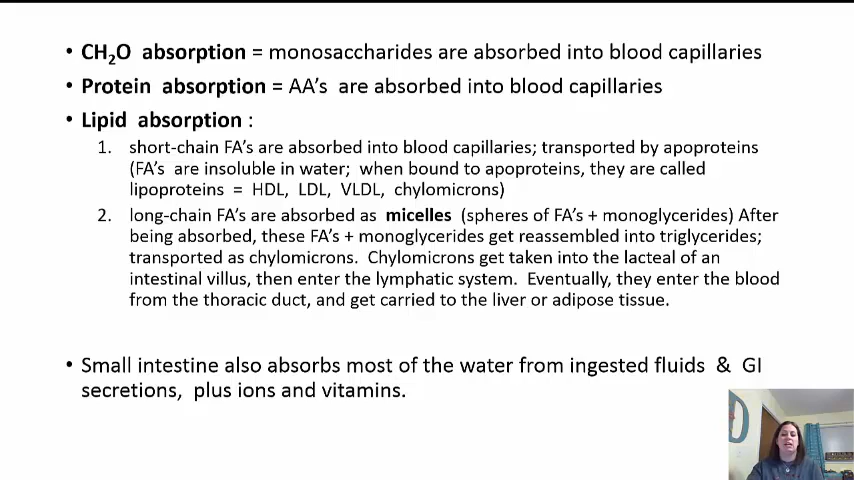 • CH₂O absorption = monosaccharides are absorbed into blood capillaries
• Protein absorption = AA's are absorbed into blood capillaries
• Lipid absorption :
1. short-chain FA's are absorbed into blood capillaries; transported by apoproteins
(FA's are insoluble in water; when bound to apoproteins, they are called
lipoproteins = HDL, LDL, VLDL, chylomicrons)
2. long-chain FA's are absorbed as micelles (spheres of FA's + monoglycerides) After
being absorbed, these FA's + monoglycerides get reassembled into triglycerides;
transported as chylomicrons. Chylomicrons get taken into the lacteal of an
intestinal villus, then enter the lymphatic system. Eventually, they enter the blood
from the thoracic duct, and get carried to the liver or adipose tissue.
• Small intestine also absorbs most of the water from ingested fluids & GI
secretions, plus ions and vitamins.